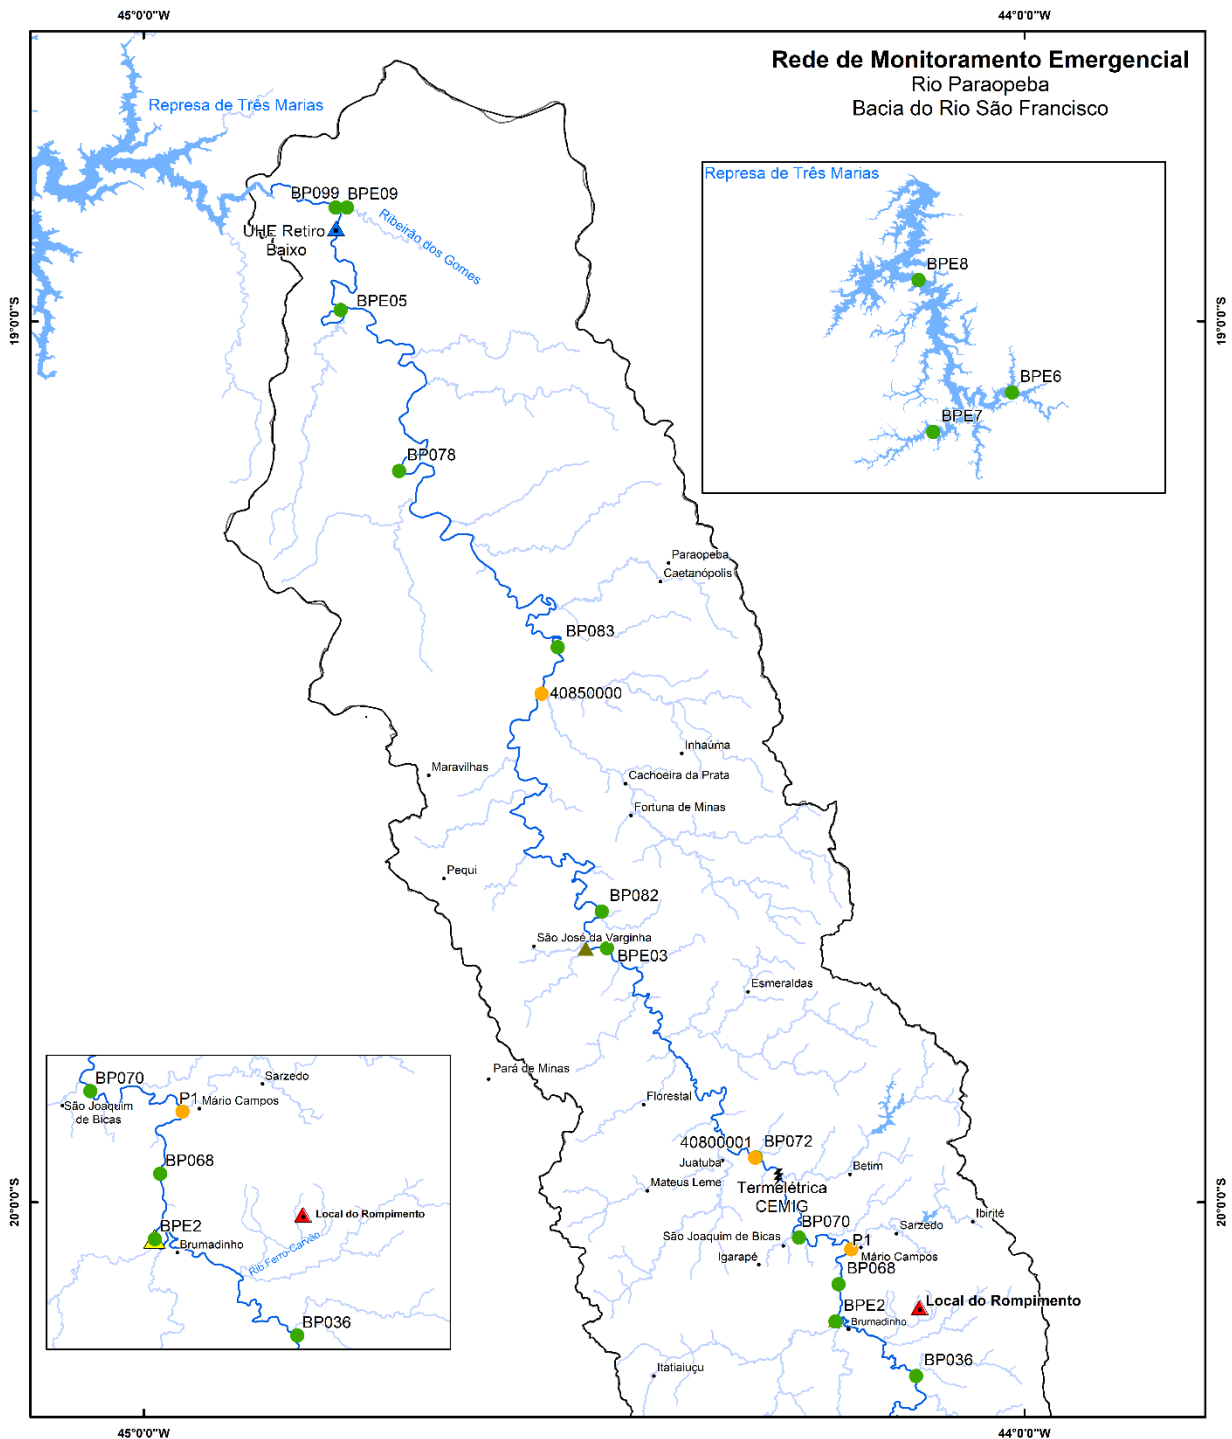 45°0'0"W
44°0'0"W
Rede de Monitoramento Emergencial
Rio Paraopeba
Bacia do Rio São Francisco
Represa de Três Marias
Represa de Três Marias
BP099
BPE09
Ribeirão dos Gomes
UHE Retiro
Baixo
BPE8
BPE05
19°0'0"S
19°0'0"S
BPE6
BPE7
BP078
Paraopeba
Caetanópolis
BP083
40850000
Inhaúma
Maravilhas
Cachoeira da Prata
Fortuna de Minas
Pequi
BP082
São José da Varginha
BPE03
Esmeraldas
Pará de Minas
Florestal
BP070
Sarzedo
P1
Mário Campos
São Joaquim
de Bicas
BP068
BPE2
Brumadinho
Local do Rompimento
Rib Ferro-Carvão
BP036
40800001
BP072
Juatuba
Betim
Mateus Leme
Termelétrica
CEMIG
20°0'0"S
20°0'0"S
Ibirité
BP070
Sarzedo
São Joaquim de Bicas
P1
Mário Campos
Igarapé
BP068
Local do Rompimento
BPE2
Brumadinho
Itatiaiuçu
BP036
45°0'0"W
44°0'0"W